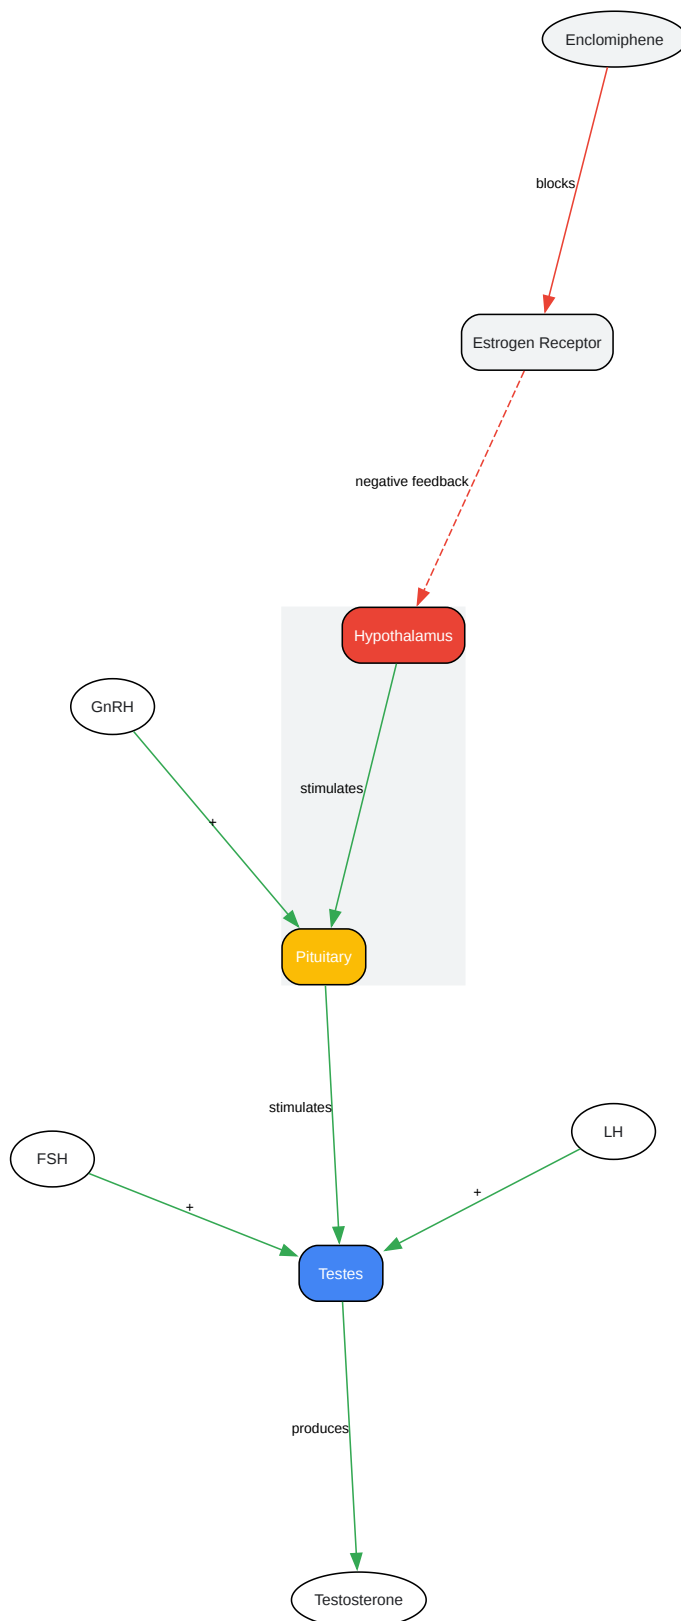 Enclomiphene
blocks
Estrogen Receptor
negative feedback
Hypothalamus
GnRH
stimulates
+
Pituitary
stimulates
LH
FSH
+
+
Testes
produces
Testosterone